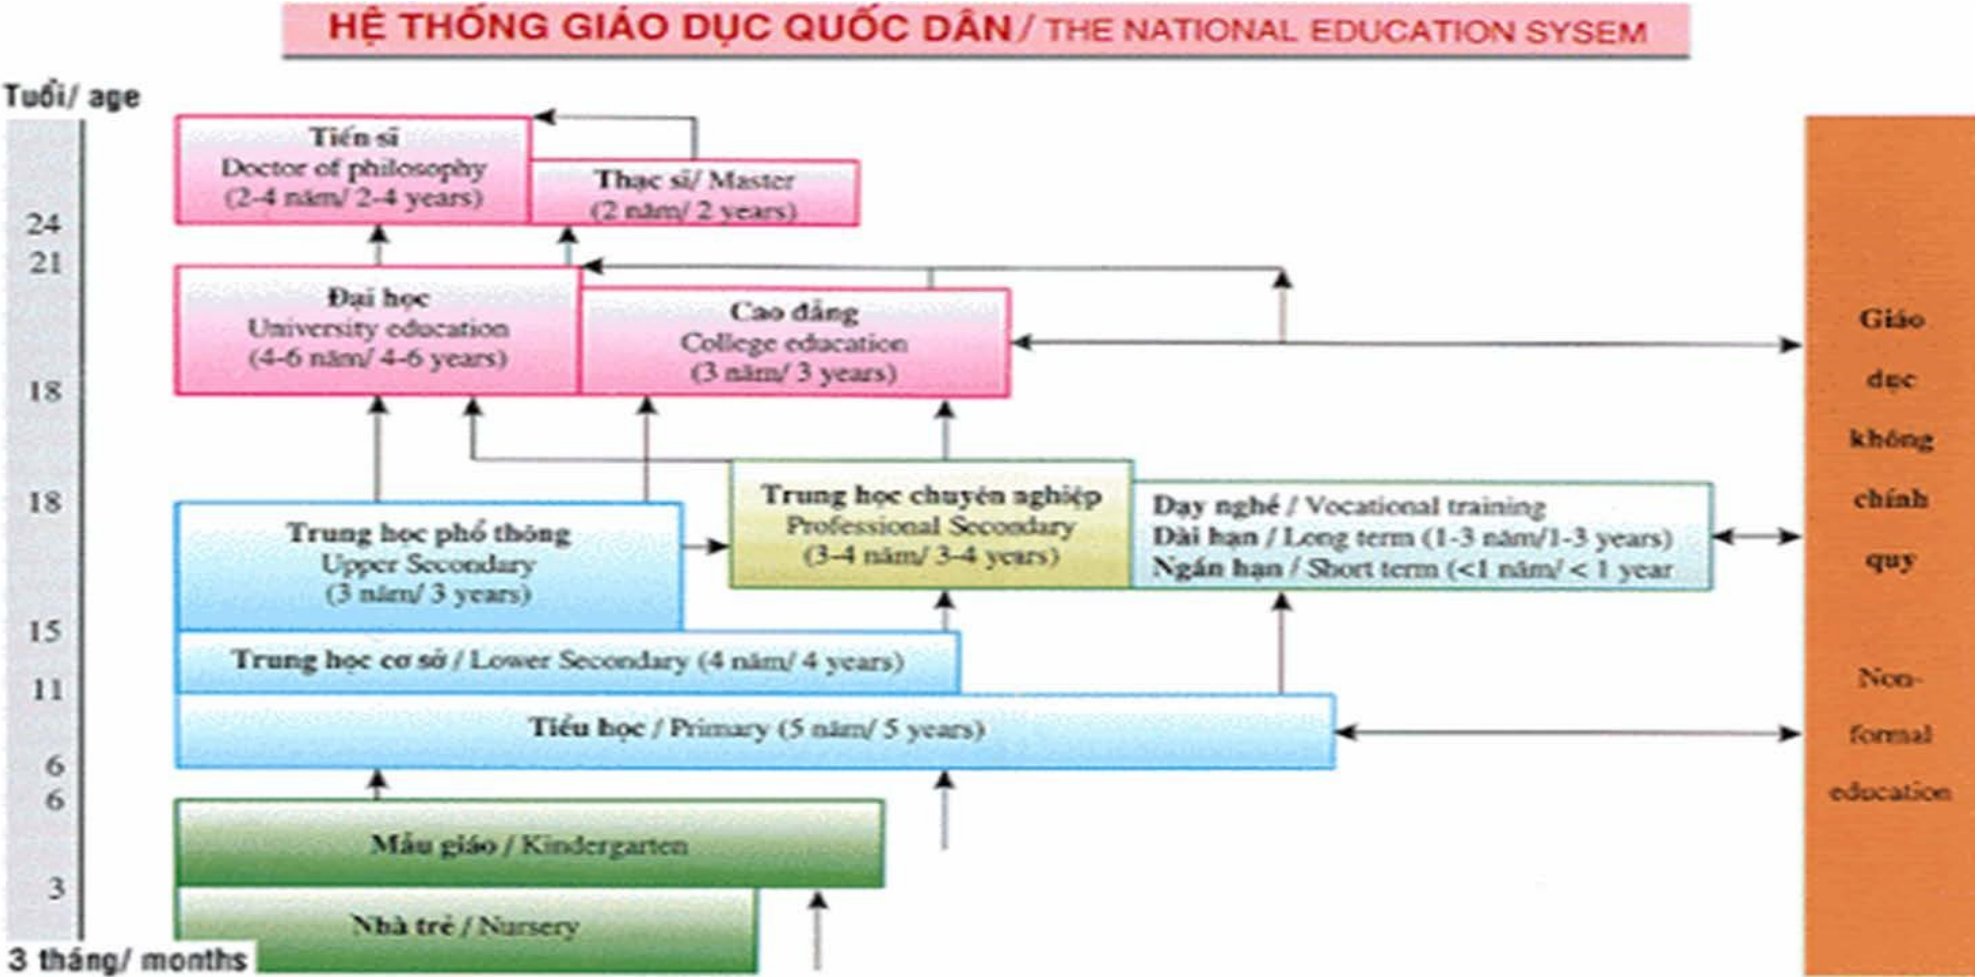 HỆ THỐNG GIÁO DỤC QUỐC DÂN/ THE NATIONAL EDUCATION SYSEM
Tuổi/ age
Tiến sĩ
Doctor of philosophy
(2-4 năm/ 2-4 years)
Thạc sĩ/ Master
(2 năm/ 2 years)
24
21
Đại học
University education
(4-6 năm/ 4-6 years)
Cao đẳng
College education
(3 năm/ 3 years)
18
18
Trung học phổ thông
Upper Secondary
(3 năm/ 3 years)
Trung học chuyên nghiệp
Professional Secondary
(3-4 năm/ 3-4 years)
Dạy nghề / Vocational training
Dài hạn / Long term (1-3 năm/1-3 years)
Ngắn hạn / Short term (<1 năm/ < 1 year
15
Trung học cơ sở / Lower Secondary (4 năm/ 4 years)
11
Tiểu học / Primary (5 năm/ 5 years)
6
6
Mẫu giáo / Kindergarten
3
Nhà trẻ / Nursery
3 tháng/ months
Giáo
dục
không
chính
quy
Non-
formal
education